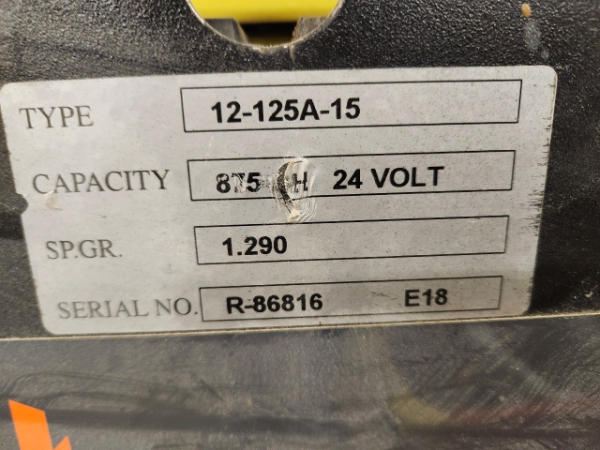 TYPE 12-125A-15
CAPACITY 875 H 24 VOLT
SP.GR. 1.290
SERIAL NO. R-86816 E18